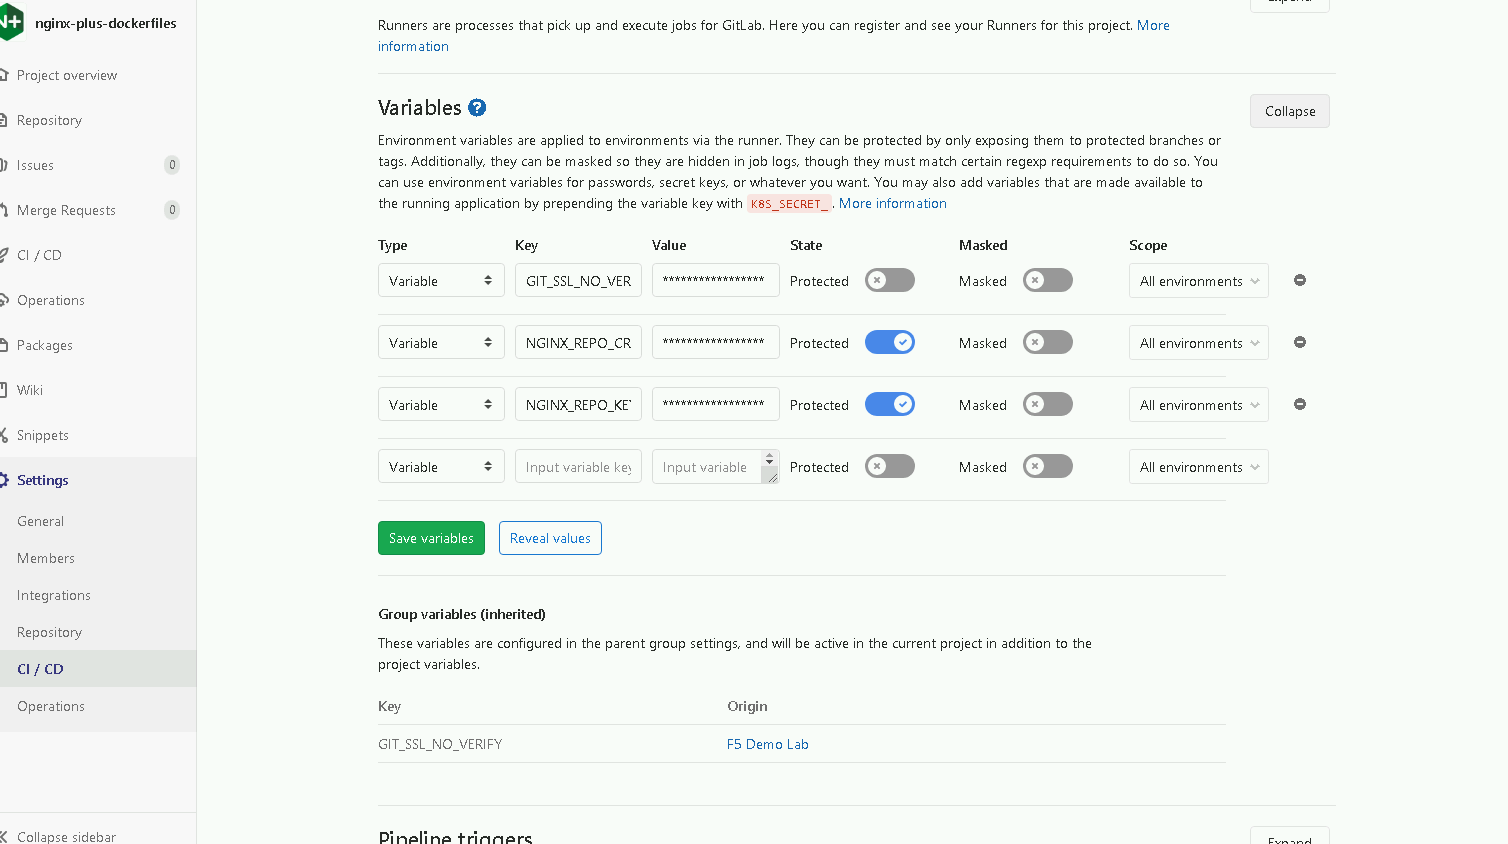 N+
nginx-plus-dockerfiles
Project overview
Repository
Issues 0
Merge Requests 0
CI / CD
Operations
Packages
Wiki
Snippets
Settings
General
Members
Integrations
Repository
CI / CD
Operations
Collapse sidebar
Expand
Runners are processes that pick up and execute jobs for GitLab. Here you can register and see your Runners for this project. More
information
Variables ?
Collapse
Environment variables are applied to environments via the runner. They can be protected by only exposing them to protected branches or
tags. Additionally, they can be masked so they are hidden in job logs, though they must match certain regexp requirements to do so. You
can use environment variables for passwords, secret keys, or whatever you want. You may also add variables that are made available to
the running application by prepending the variable key with K8S_SECRET_. More information
Type Key Value State Masked Scope
Variable GIT_SSL_NO_VER ***************** Protected Masked All environments
Variable NGINX_REPO_CR ***************** Protected Masked All environments
Variable NGINX_REPO_KE ***************** Protected Masked All environments
Variable Input variable key Input variable Protected Masked All environments
Save variables Reveal values
Group variables (inherited)
These variables are configured in the parent group settings, and will be active in the current project in addition to the
project variables.
Key Origin
GIT_SSL_NO_VERIFY F5 Demo Lab
Pipeline triggers
Expand